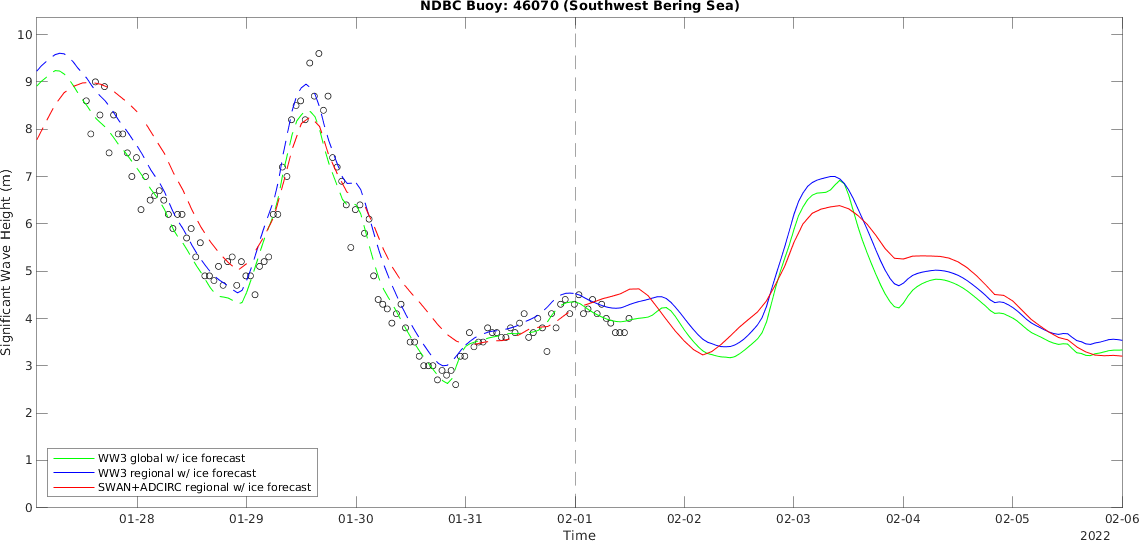 NDBC Buoy: 46070 (Southwest Bering Sea)
Significant Wave Height (m)
10
9
8
7
6
5
4
3
2
1
0
WW3 global w/ ice forecast
WW3 regional w/ ice forecast
SWAN+ADCIRC regional w/ ice forecast
01-28 01-29 01-30 01-31 02-01 02-02 02-03 02-04 02-05 02-06
Time
2022